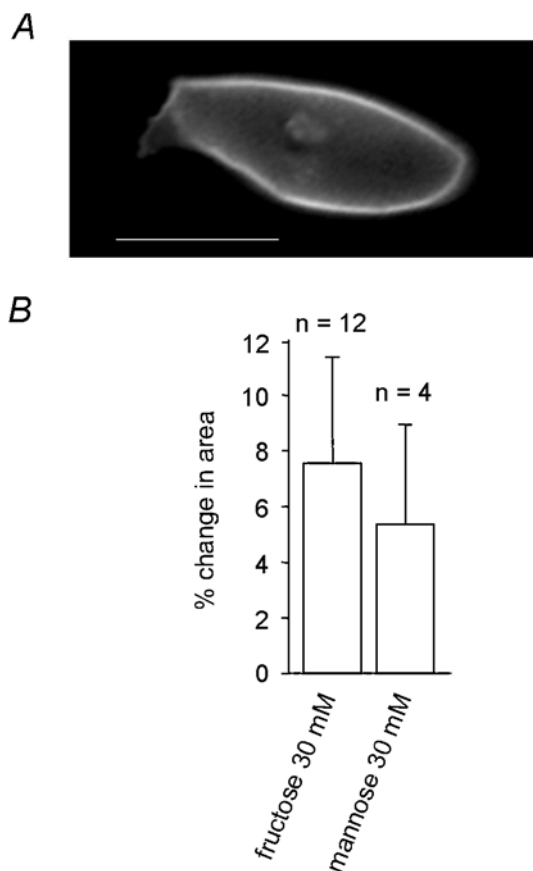 A
B
n = 12
n = 4
12
10
8
6
4
2
0
% change in area
fructose 30 mM
mannose 30 mM